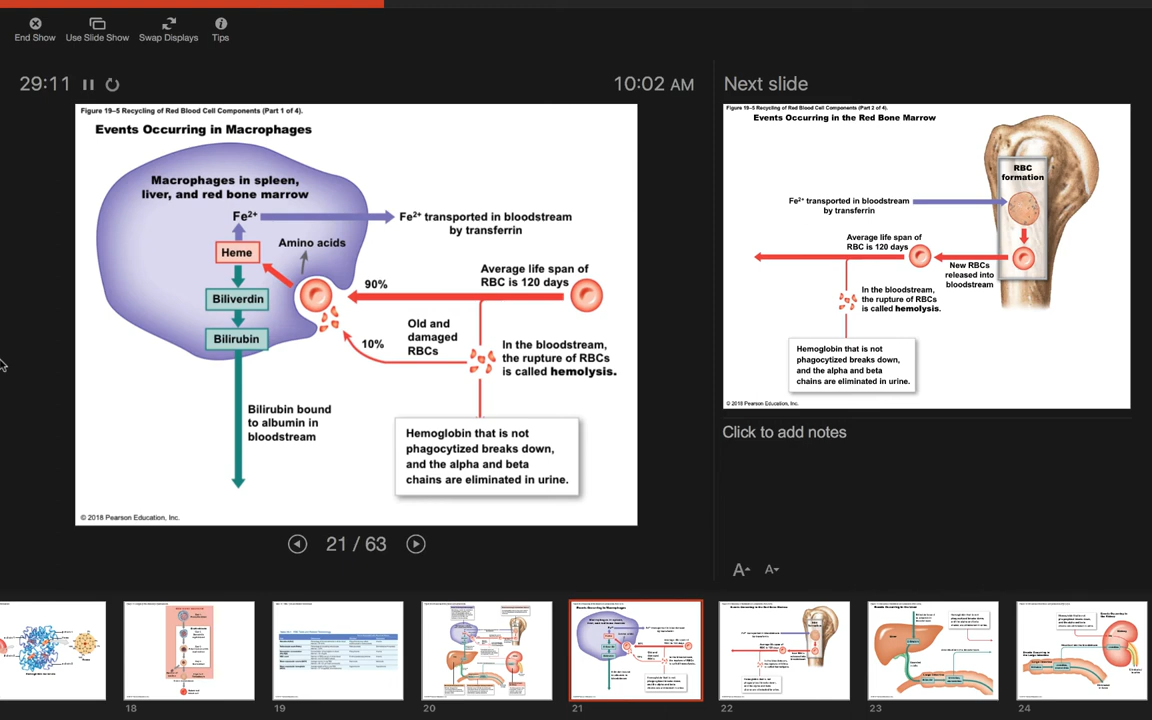 End Show
Use Slide Show
Swap Displays
Tips
29:11
10:02 AM
Figure 19–5 Recycling of Red Blood Cell Components (Part 1 of 4).
Events Occurring in Macrophages
Macrophages in spleen,
liver, and red bone marrow
Fe2+
Fe2+ transported in bloodstream
by transferrin
Amino acids
Heme
Biliverdin
Bilirubin
90%
Average life span of
RBC is 120 days
10%
Old and
damaged
RBCs
In the bloodstream,
the rupture of RBCs
is called hemolysis.
Bilirubin bound
to albumin in
bloodstream
Hemoglobin that is not
phagocytized breaks down,
and the alpha and beta
chains are eliminated in urine.
© 2018 Pearson Education, Inc.
21 / 63
Next slide
Figure 19–5 Recycling of Red Blood Cell Components (Part 2 of 4).
Events Occurring in the Red Bone Marrow
RBC
formation
Fe2+ transported in bloodstream
by transferrin
Average life span of
RBC is 120 days
New RBCs
released into
bloodstream
In the bloodstream,
the rupture of RBCs
is called hemolysis.
Hemoglobin that is not
phagocytized breaks down,
and the alpha and beta
chains are eliminated in urine.
© 2018 Pearson Education, Inc.
Click to add notes
A A
18
19
20
21
22
23
24